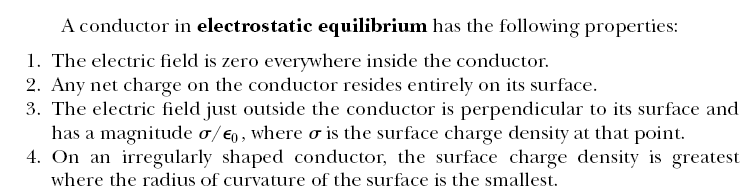 A conductor in electrostatic equilibrium has the following properties:
1. The electric field is zero everywhere inside the conductor.
2. Any net charge on the conductor resides entirely on its surface.
3. The electric field just outside the conductor is perpendicular to its surface and
has a magnitude σ/ϵ₀, where σ is the surface charge density at that point.
4. On an irregularly shaped conductor, the surface charge density is greatest
where the radius of curvature of the surface is the smallest.